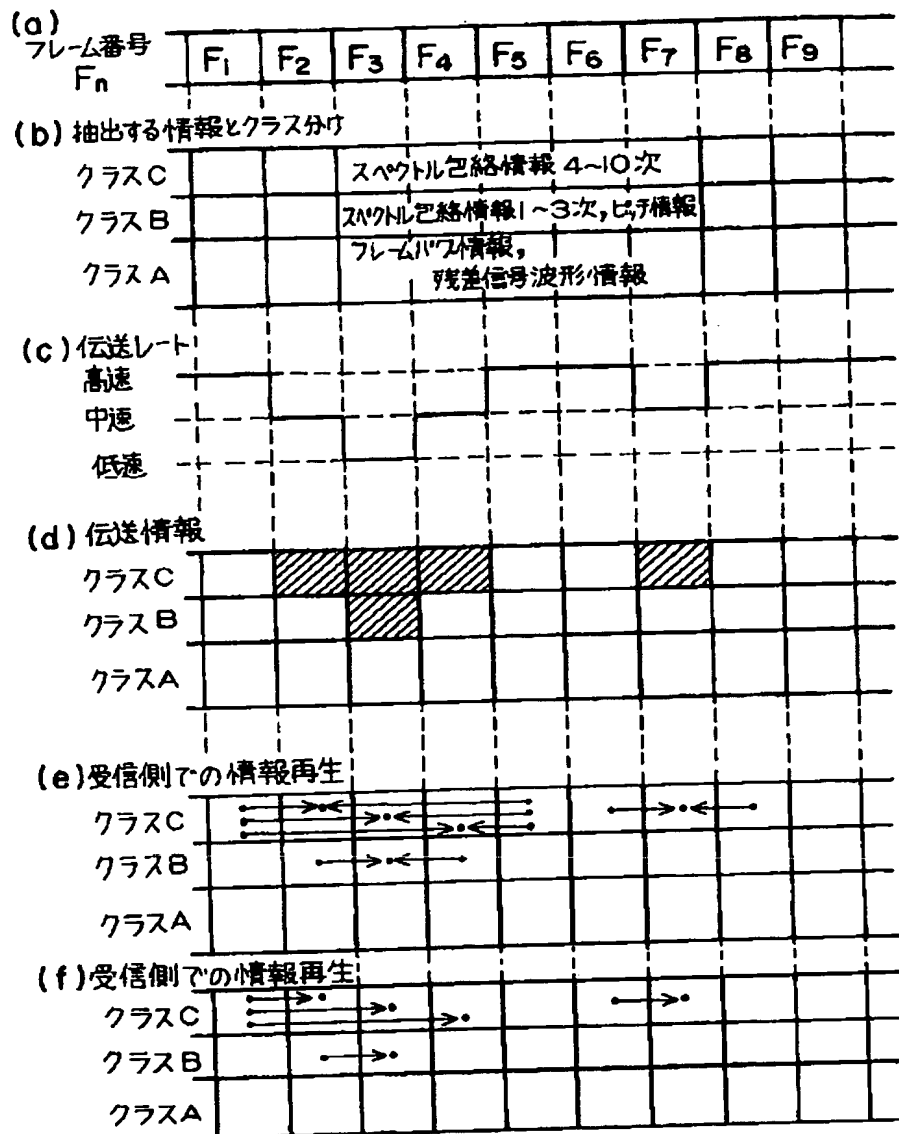 (a)
フレーム番号
Fn
F1 F2 F3 F4 F5 F6 F7 F8 F9
(b) 抽出する情報とクラス分け
クラスC
スペクトル包絡情報 4~10次
クラスB
スペクトル包絡情報1~3次,ピッチ情報
クラスA
フレームパワ情報,
残差信号波形情報
(c) 伝送レート
高速
中速
低速
(d) 伝送情報
クラスC
クラスB
クラスA
(e) 受信側での情報再生
クラスC
クラスB
クラスA
(f) 受信側での情報再生
クラスC
クラスB
クラスA